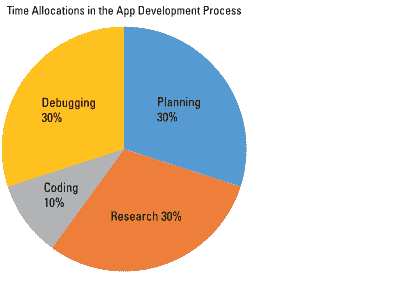 Time Allocations in the App Development Process
Debugging
30%
Planning
30%
Coding
10%
Research 30%